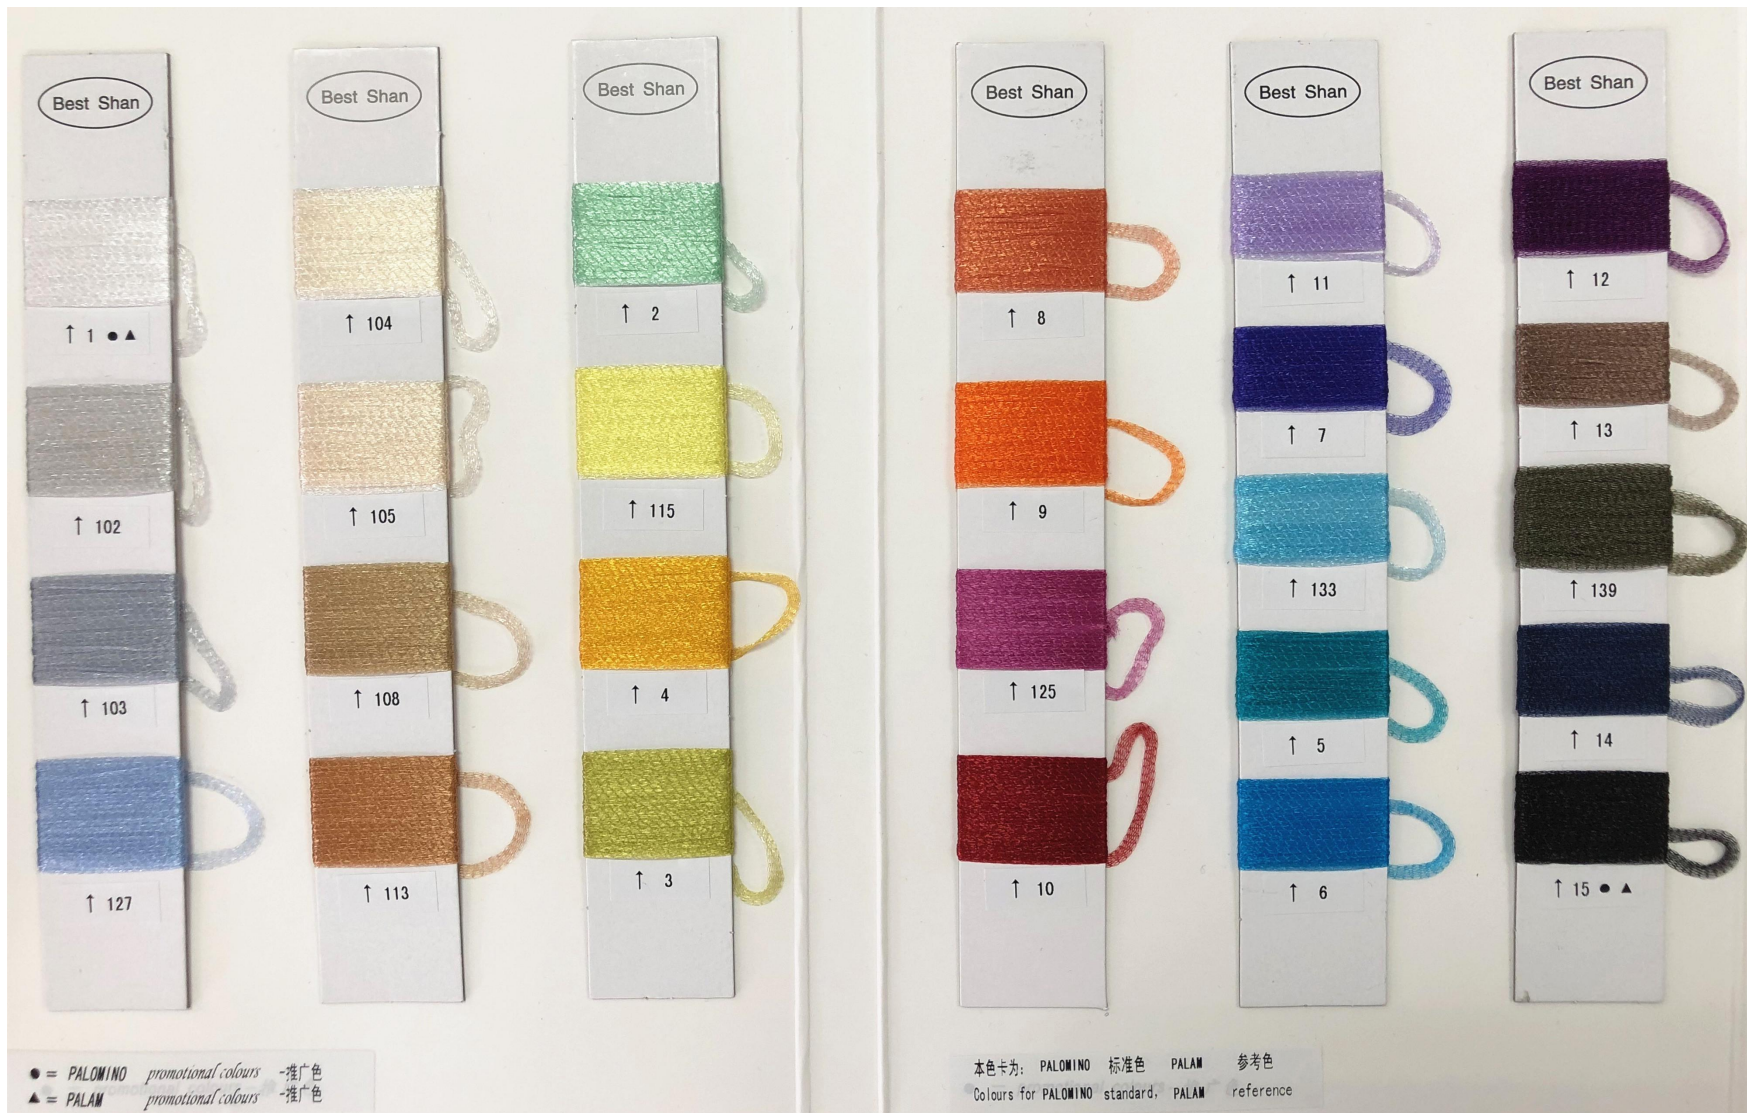 Best Shan
↑ 1 ● ▲
↑ 102
↑ 103
↑ 127
Best Shan
↑ 104
↑ 105
↑ 108
↑ 113
Best Shan
↑ 2
↑ 115
↑ 4
↑ 3
Best Shan
↑ 8
↑ 9
↑ 125
↑ 10
Best Shan
↑ 11
↑ 7
↑ 133
↑ 5
↑ 6
Best Shan
↑ 12
↑ 13
↑ 139
↑ 14
↑ 15 ● ▲
● = PALOMINO promotional colours -推广色
▲ = PALAM promotional colours -推广色
本色卡为: PALOMINO 标准色 PALAM 参考色
Colours for PALOMINO standard, PALAM reference